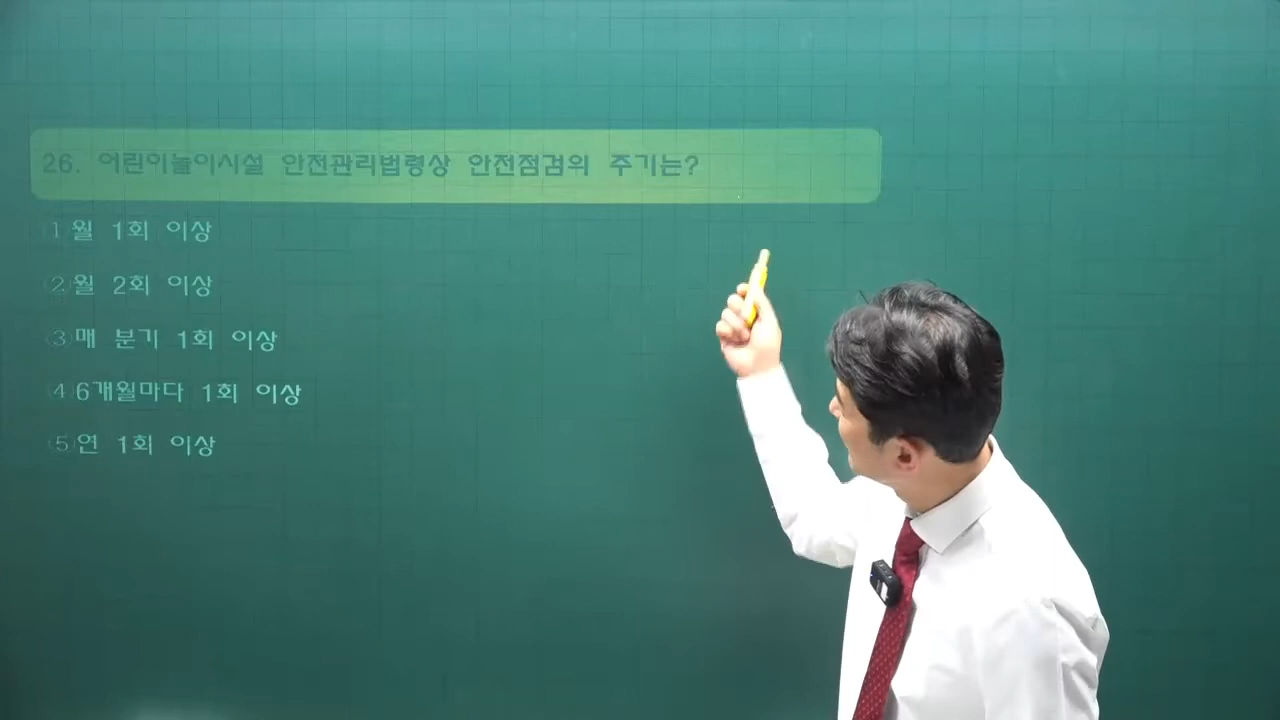 26. 어린이놀이시설 안전관리법령상 안전점검의 주기는?
①월 1회 이상
②월 2회 이상
③매 분기 1회 이상
④6개월마다 1회 이상
⑤연 1회 이상